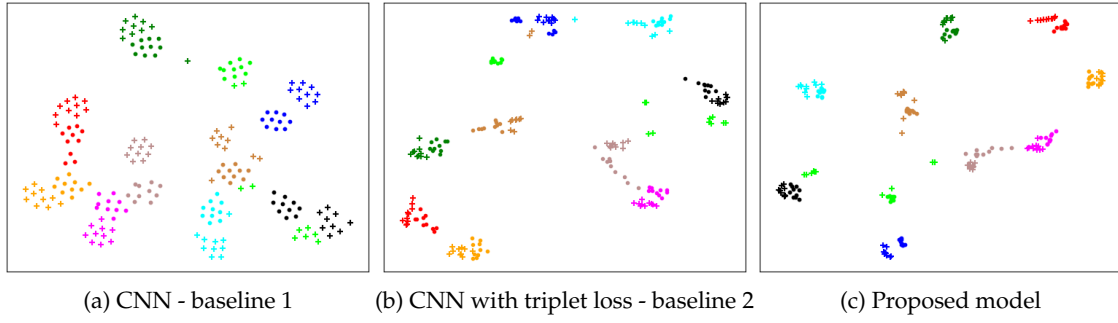 (a) CNN - baseline 1
(b) CNN with triplet loss - baseline 2
(c) Proposed model